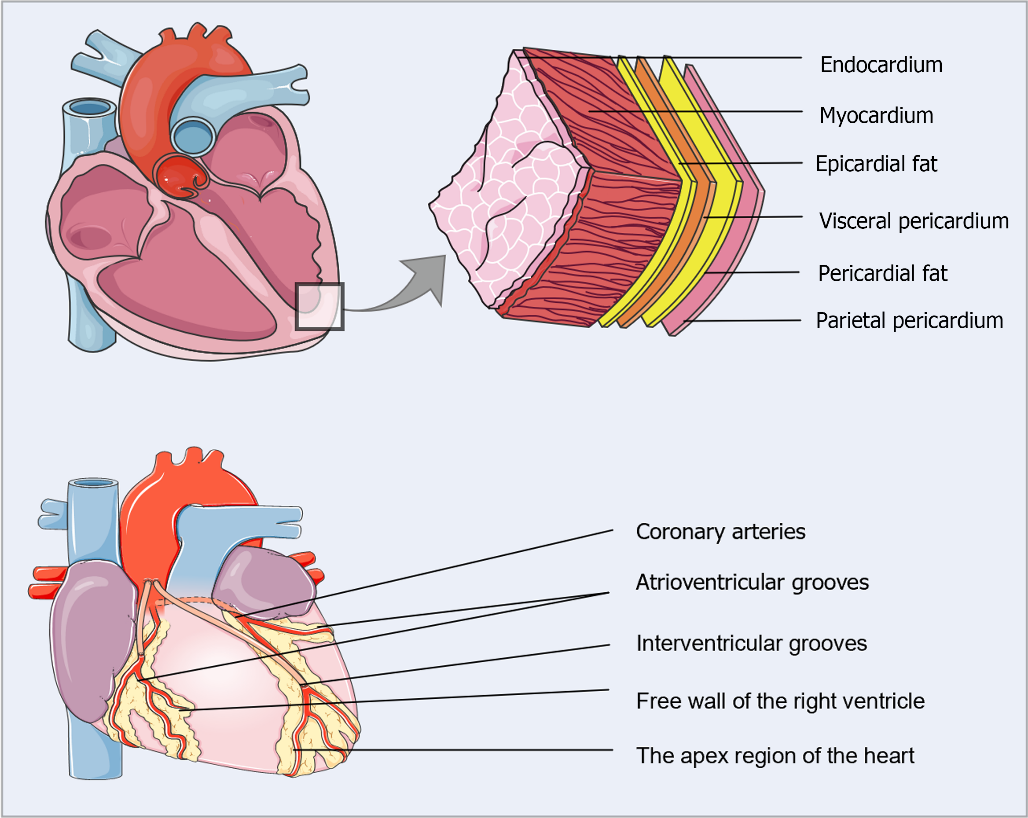 Endocardium
Myocardium
Epicardial fat
Visceral pericardium
Pericardial fat
Parietal pericardium
Coronary arteries
Atrioventricular grooves
Interventricular grooves
Free wall of the right ventricle
The apex region of the heart